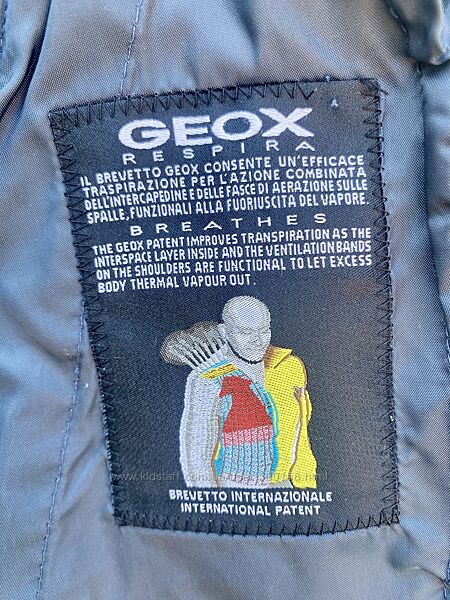 GEOX
RESPIRA
IL BREVETTO GEOX CONSENTE UN'EFFICACE
TRASPIRAZIONE PER L'AZIONE COMBINATA
DELL'INTERCAPEDINE E DELLE FASCE DI AERAZIONE SULLE
SPALLE, FUNZIONALI ALLA FUORIUSCITA DEL VAPORE.
BREATHES
THE GEOX PATENT IMPROVES TRANSPIRATION AS THE
INTERSPACE LAYER INSIDE AND THE VENTILATION BANDS
ON THE SHOULDERS ARE FUNCTIONAL TO LET EXCESS
BODY THERMAL VAPOUR OUT.
BREVETTO INTERNAZIONALE
INTERNATIONAL PATENT